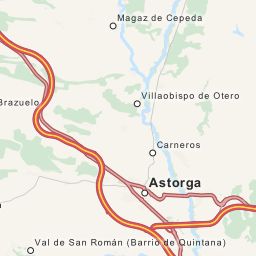 Magaz de Cepeda
Villaobispo de Otero
Brazuelo
Carneros
Astorga
Val de San Román (Barrio de Quintana)